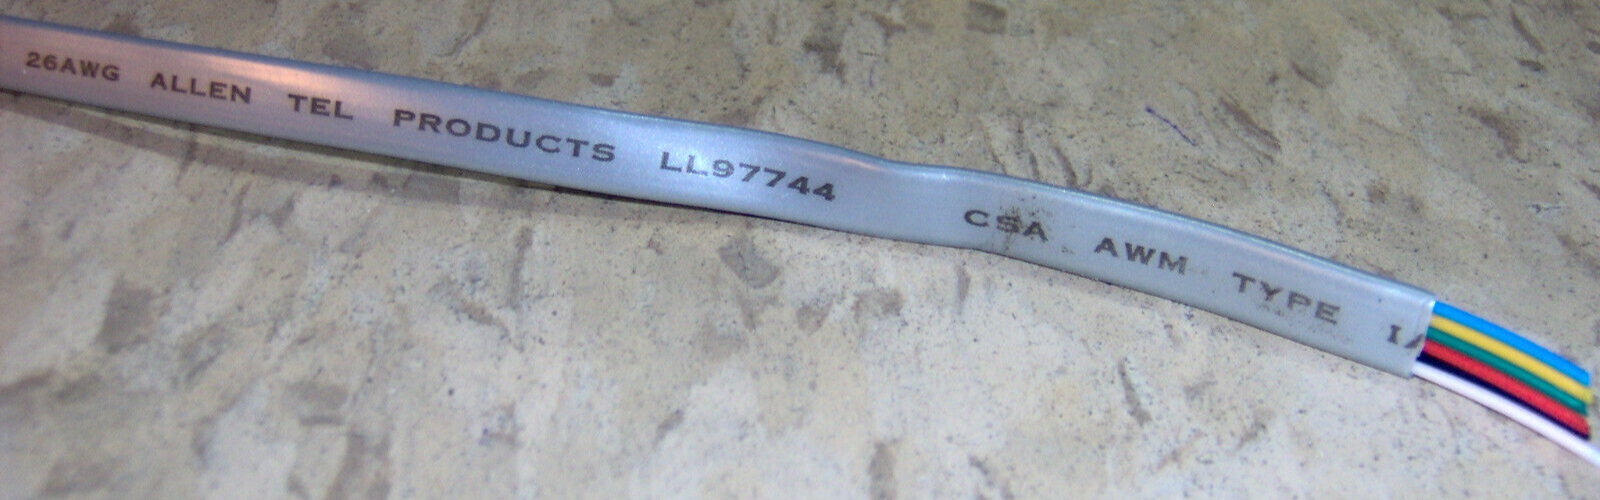 26AWG ALLEN TEL PRODUCTS LL97744 CSA AWM TYPE